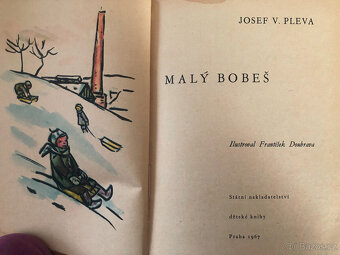 JOSEF V. PLEVA
MALÝ BOBEŠ
Ilustroval František Doubrava
Státní nakladatelství
dětské knihy
Praha 1967